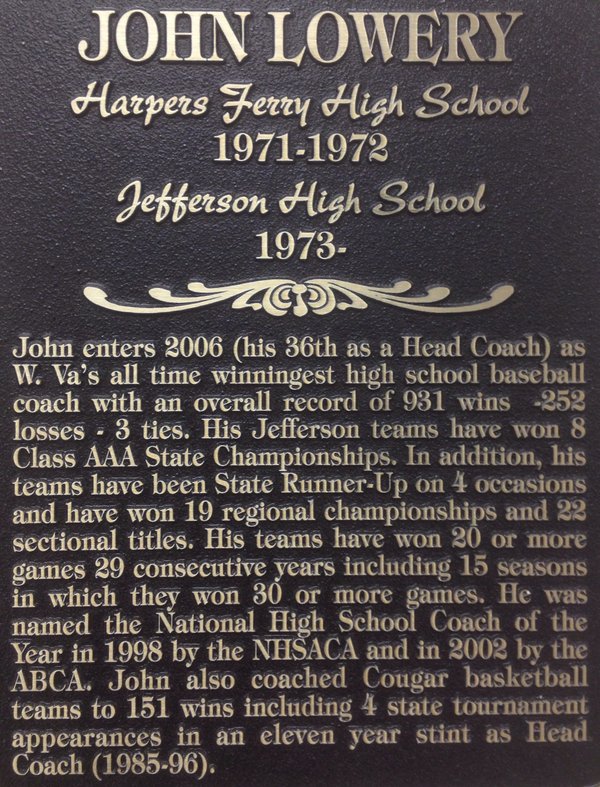 JOHN LOWERY
Harpers Ferry High School
1971-1972
Jefferson High School
1973-
John enters 2006 (his 36th as a Head Coach) as
W. Va's all time winningest high school baseball
coach with an overall record of 931 wins -252
losses - 3 ties. His Jefferson teams have won 8
Class AAA State Championships. In addition, his
teams have been State Runner-Up on 4 occasions
and have won 19 regional championships and 22
sectional titles. His teams have won 20 or more
games 29 consecutive years including 15 seasons
in which they won 30 or more games. He was
named the National High School Coach of the
Year in 1998 by the NHSACA and in 2002 by the
ABCA. John also coached Cougar basketball
teams to 151 wins including 4 state tournament
appearances in an eleven year stint as Head
Coach (1985-96).